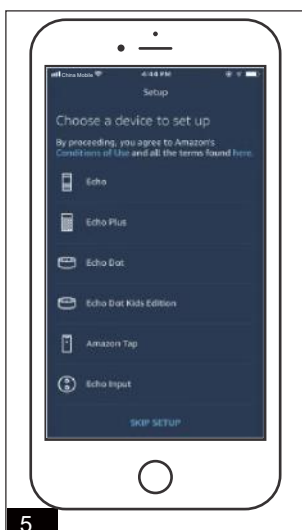 China Mobile 4:44 PM
Setup
Choose a device to set up
By proceeding, you agree to Amazon's
Conditions of Use and all the terms found here.
Echo
Echo Plus
Echo Dot
Echo Dot Kids Edition
Amazon Tap
Echo Input
SKIP SETUP
5